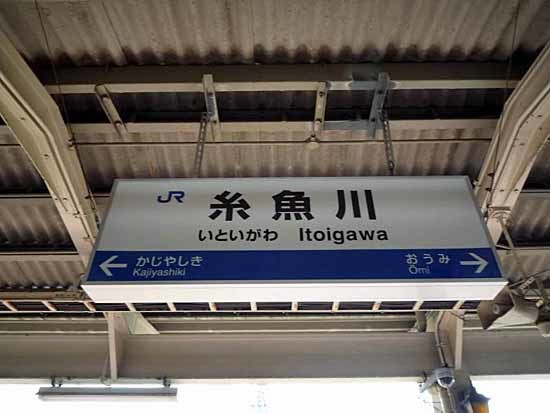 JR 糸魚川
いといがわ Itoigawa
← かじやしき おうみ →
Kajiyashiki Ōmi